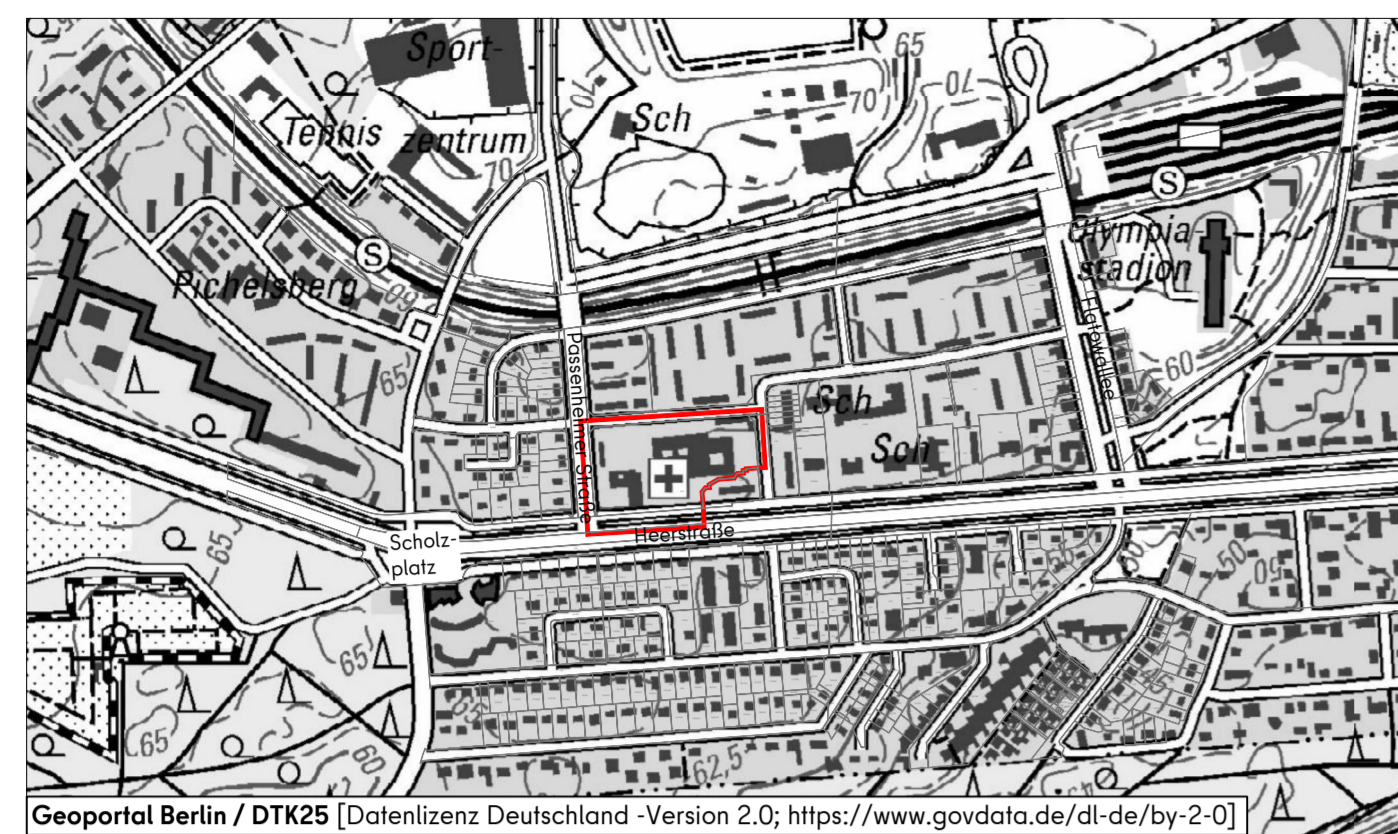 Sport-
65
70
Sch
70
70
Tennis
zentrum
70
S
S
Olympia-
stadion
Pichelsberg
60
65
Passenheimer Straße
Flatowallee
60
Sch
Sch
Heerstraße
Scholz-
platz
65
50
50
65
65
60
62,5
Geoportal Berlin / DTK25 [Datenlizenz Deutschland -Version 2.0; https://www.govdata.de/dl-de/by-2-0]